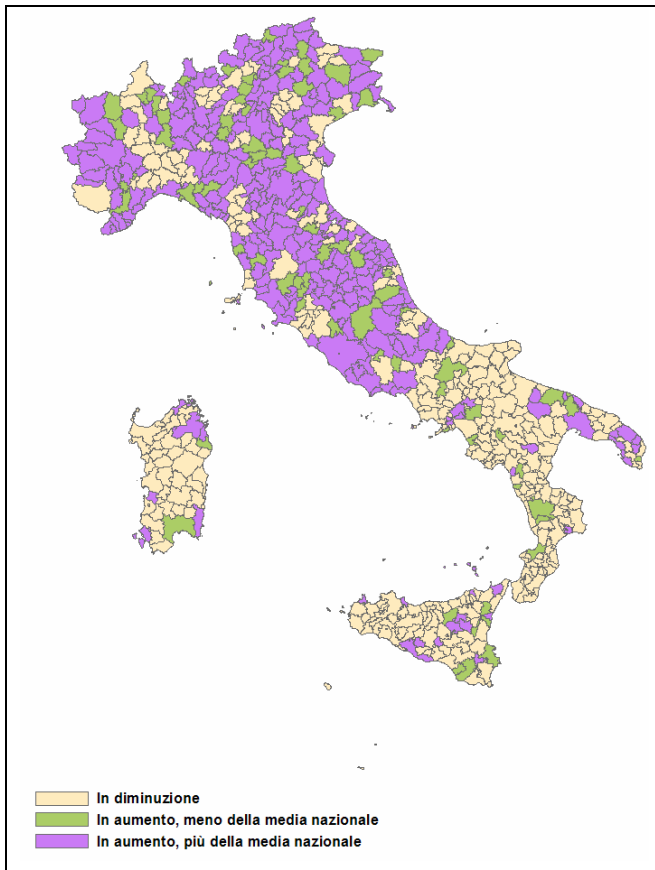 In diminuzione
In aumento, meno della media nazionale
In aumento, più della media nazionale